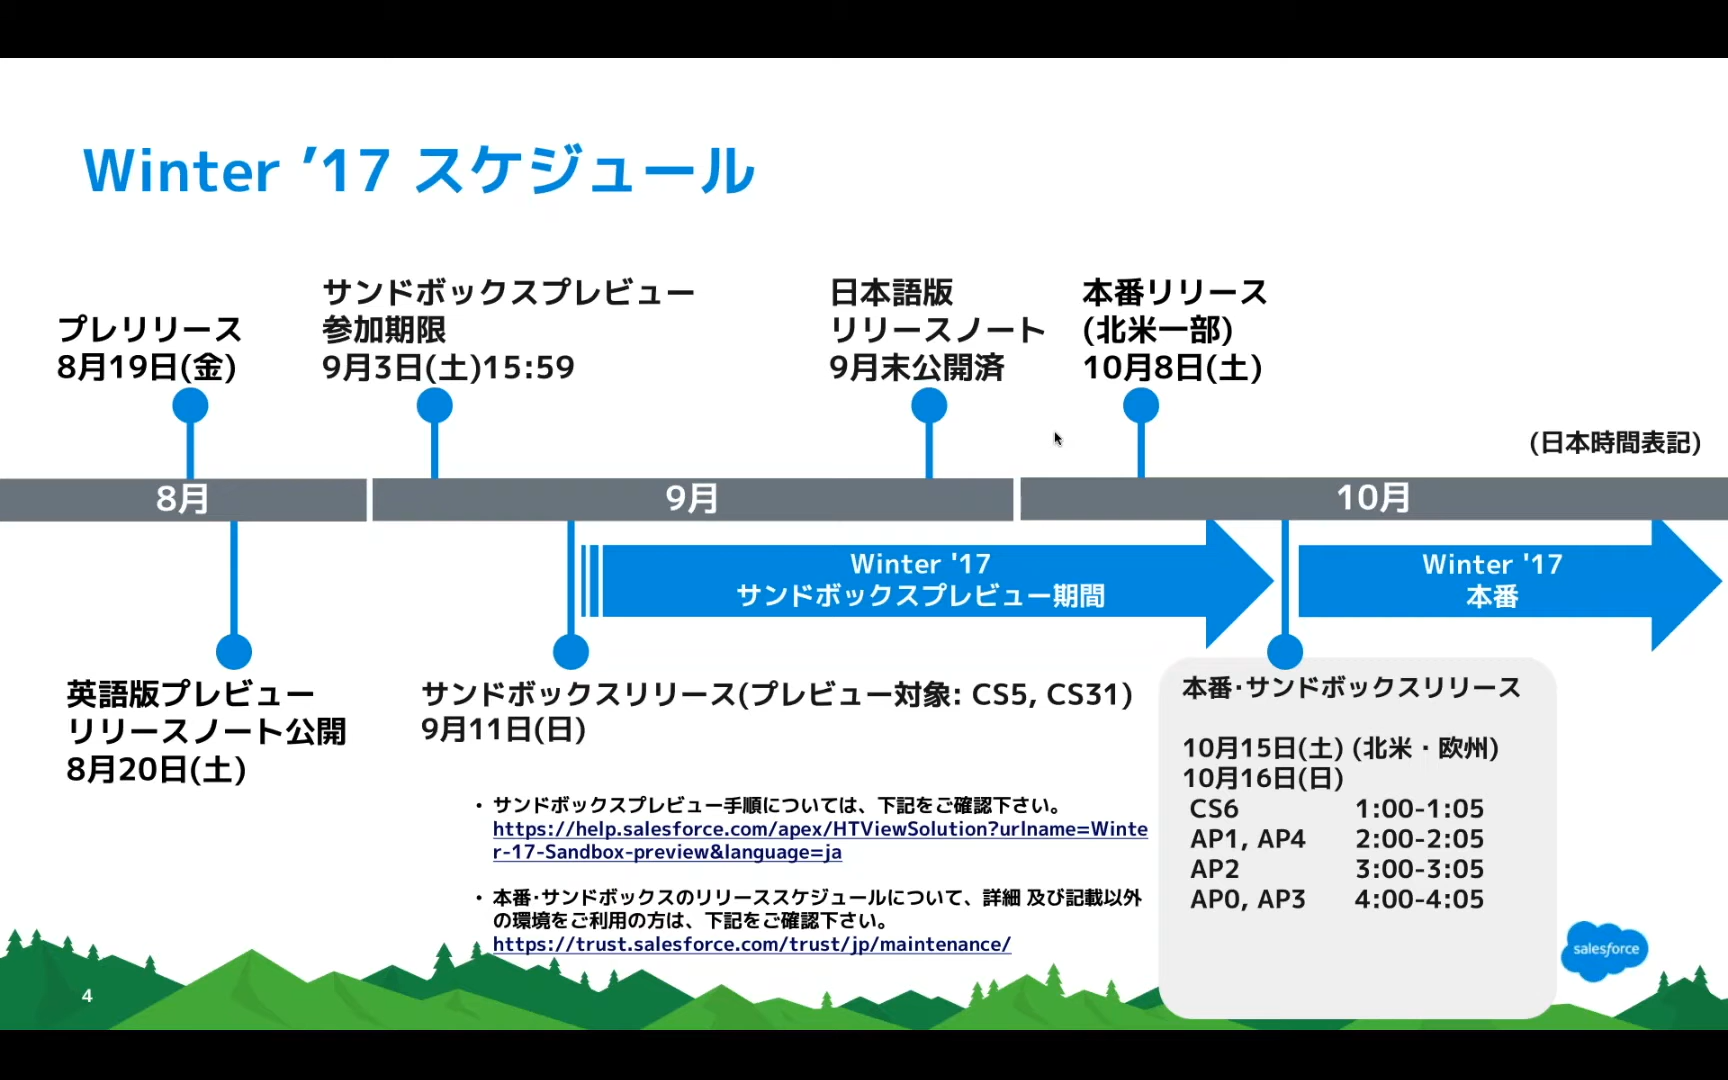 Winter ’17 スケジュール
プレリリース
8月19日(金)
サンドボックスプレビュー
参加期限
9月3日(土)15:59
日本語版
リリースノート
9月末公開済
本番リリース
(北米一部)
10月8日(土)
(日本時間表記)
8月
9月
10月
Winter '17
サンドボックスプレビュー期間
Winter '17
本番
英語版プレビュー
リリースノート公開
8月20日(土)
サンドボックスリリース(プレビュー対象: CS5, CS31)
9月11日(日)
• サンドボックスプレビュー手順については、下記をご確認下さい。
https://help.salesforce.com/apex/HTViewSolution?urlname=Winte
r-17-Sandbox-preview&language=ja
• 本番･サンドボックスのリリーススケジュールについて、詳細 及び記載以外
の環境をご利用の方は、下記をご確認下さい。
https://trust.salesforce.com/trust/jp/maintenance/
本番･サンドボックスリリース
10月15日(土) (北米・欧州)
10月16日(日)
CS6 1:00-1:05
AP1, AP4 2:00-2:05
AP2 3:00-3:05
AP0, AP3 4:00-4:05
salesforce
4